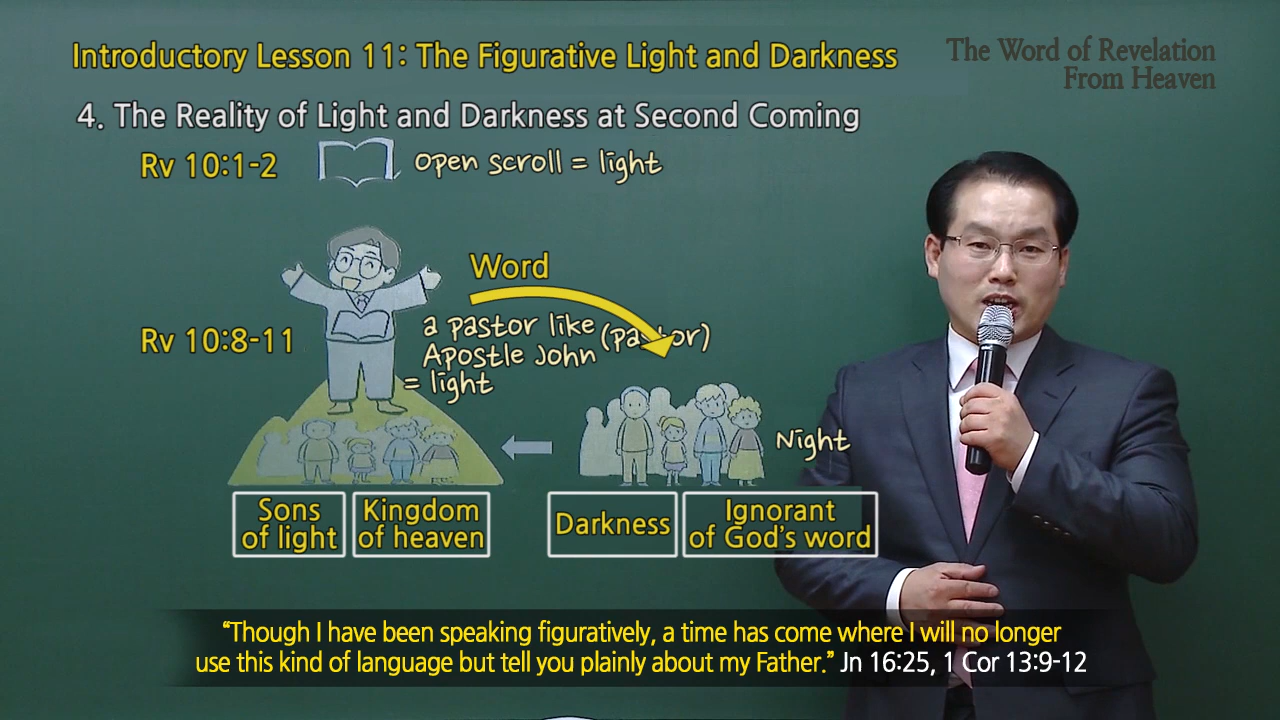 Introductory Lesson 11: The Figurative Light and Darkness
The Word of Revelation
From Heaven
4. The Reality of Light and Darkness at Second Coming
Rv 10:1-2
open scroll = light
Word
Rv 10:8-11
a pastor like
Apostle John
= light
(pastor)
Night
Sons
of light
Kingdom
of heaven
Darkness
Ignorant
of God's word
“Though I have been speaking figuratively, a time has come where I will no longer
use this kind of language but tell you plainly about my Father.” Jn 16:25, 1 Cor 13:9-12